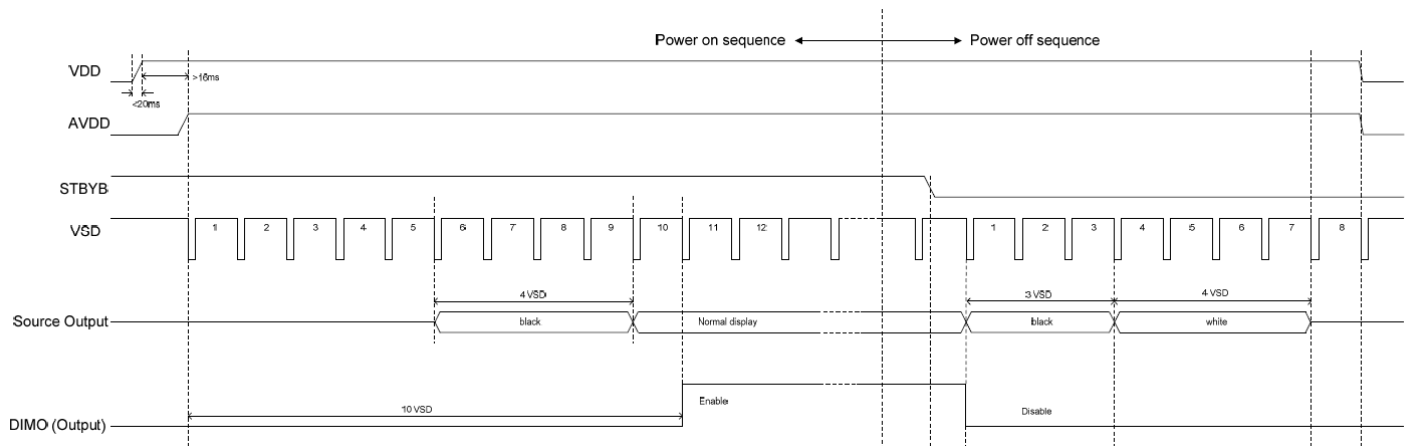 Power on sequence
Power off sequence
VDD
>16ms
<20ms
AVDD
STBYB
VSD
1 2 3 4 5 6 7 8 9 10 11 12 1 2 3 4 5 6 7 8
4 VSD
3 VSD
4 VSD
Source Output
black
Normal display
black
white
Enable
10 VSD
Disable
DIMO (Output)